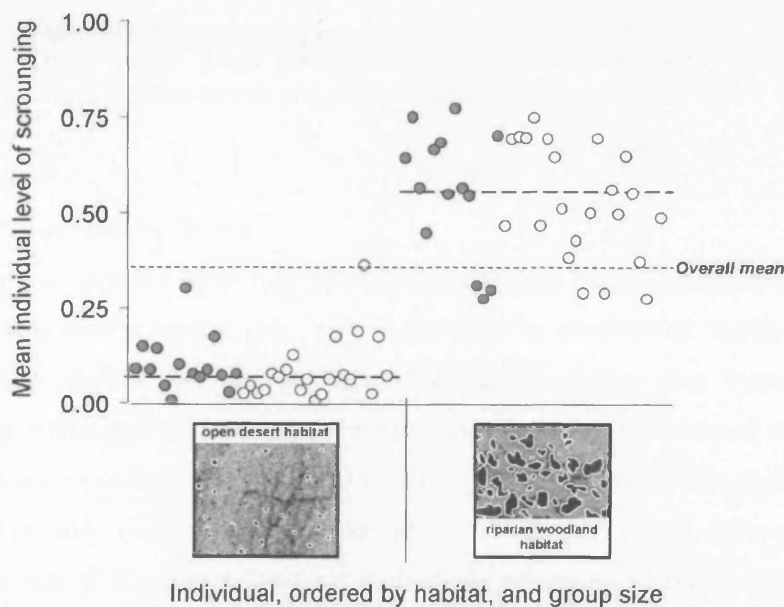 1.00
0.75
0.50
0.25
0.00
Mean individual level of scrounging
Overall mean
open desert habitat
riparian woodland
habitat
Individual, ordered by habitat, and group size